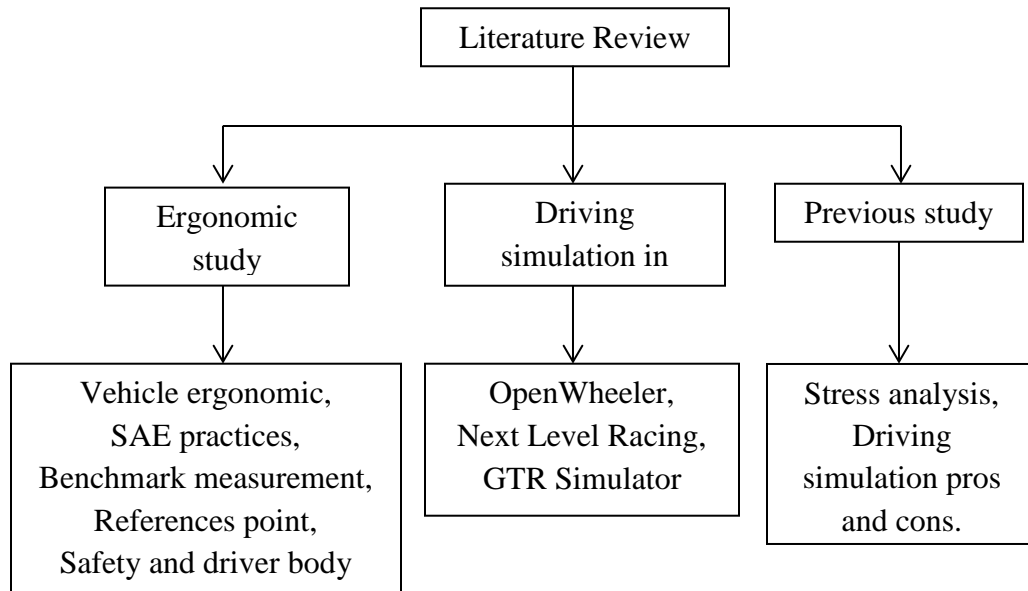 Literature Review
Ergonomic
study
Driving
simulation in
Previous study
Vehicle ergonomic,
SAE practices,
Benchmark measurement,
References point,
Safety and driver body
OpenWheeler,
Next Level Racing,
GTR Simulator
Stress analysis,
Driving
simulation pros
and cons.